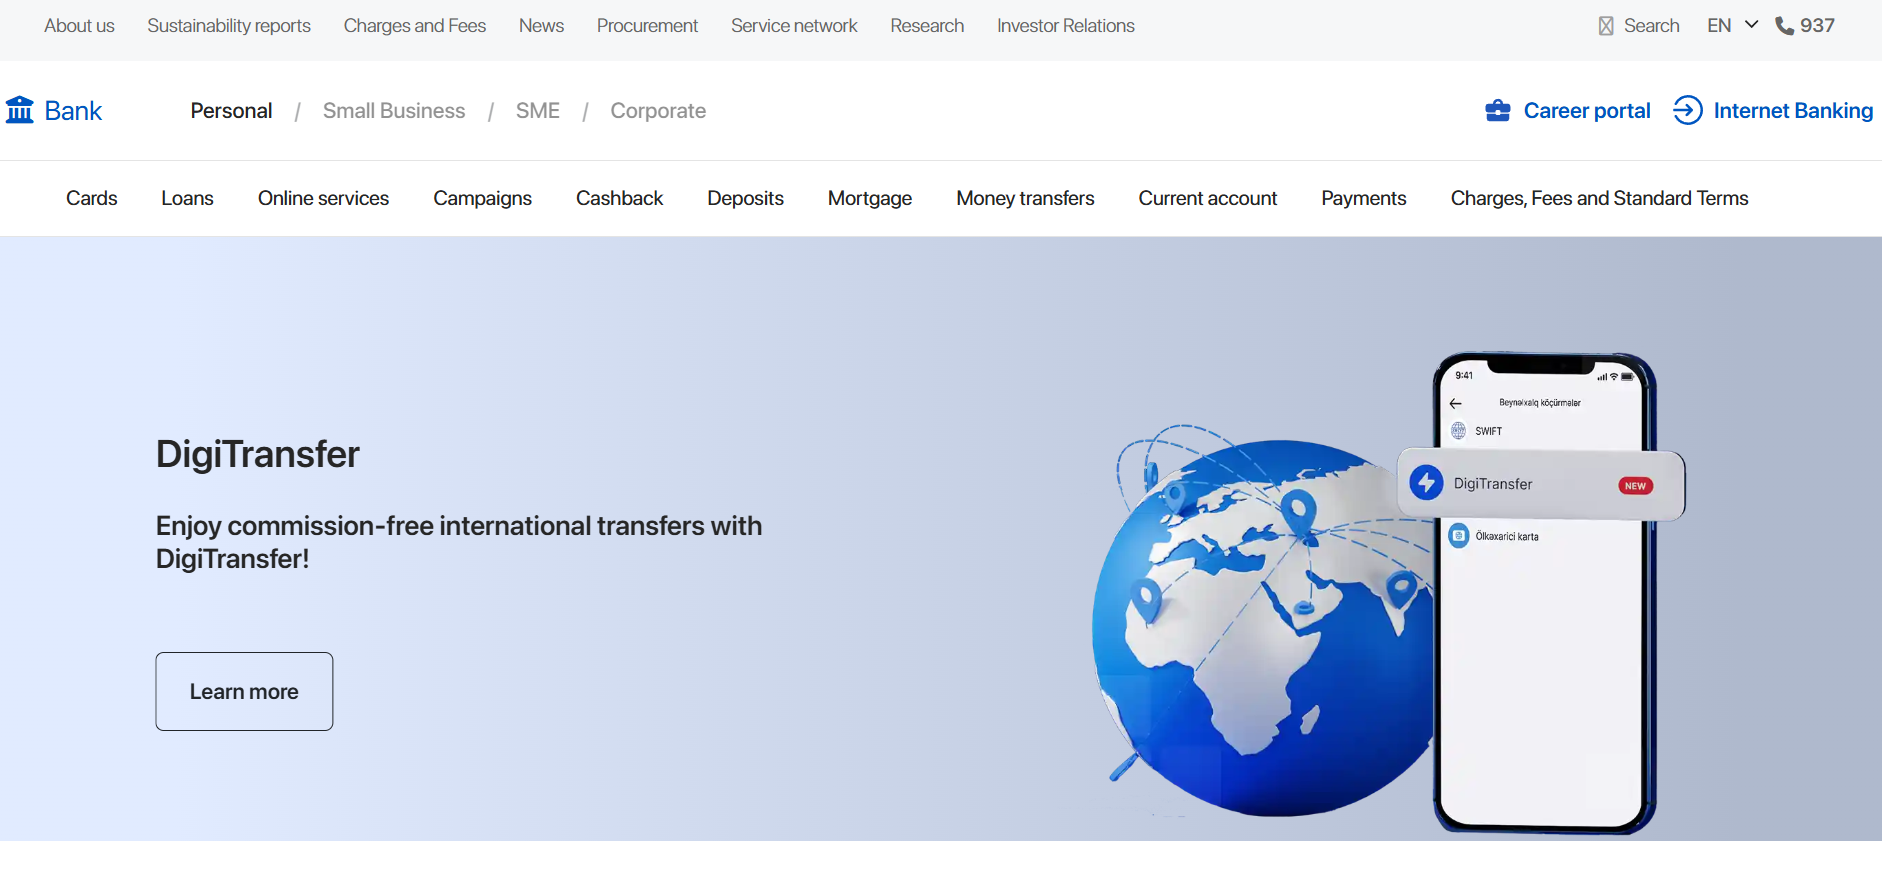 About us Sustainability reports Charges and Fees News Procurement Service network Research Investor Relations Search EN 937
Bank Personal / Small Business / SME / Corporate Career portal Internet Banking
Cards Loans Online services Campaigns Cashback Deposits Mortgage Money transfers Current account Payments Charges, Fees and Standard Terms
DigiTransfer
Enjoy commission-free international transfers with
DigiTransfer!
Learn more
9:41
Beynəlxalq köçürmələr
SWIFT
DigiTransfer NEW
Ölkəxarici karta